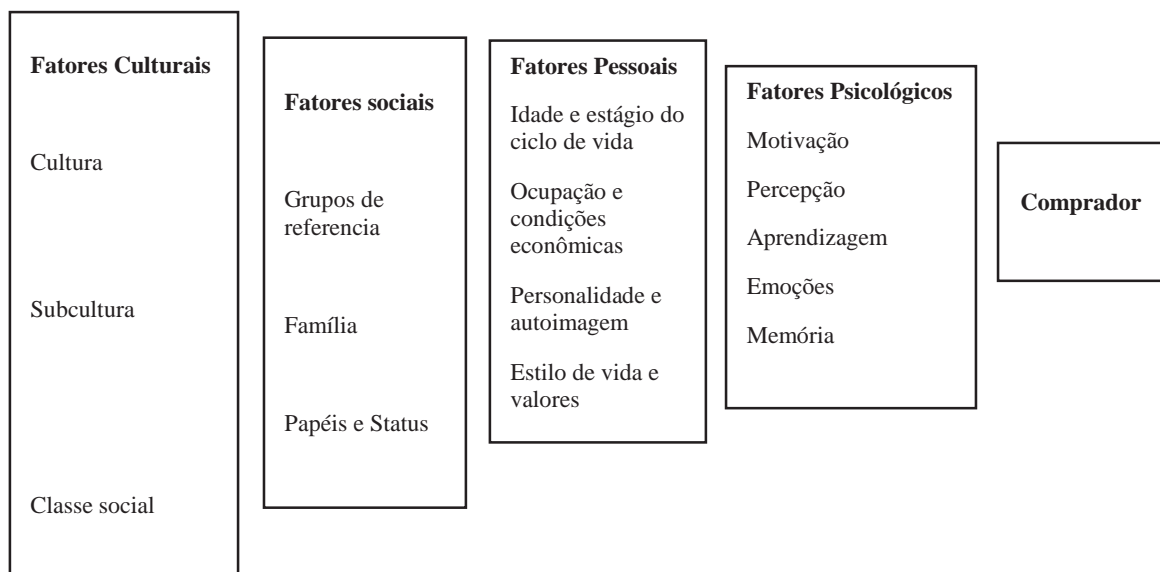 Fatores Culturais
Cultura
Subcultura
Classe social
Fatores sociais
Grupos de
referencia
Família
Papéis e Status
Fatores Pessoais
Idade e estágio do
ciclo de vida
Ocupação e
condições
econômicas
Personalidade e
autoimagem
Estilo de vida e
valores
Fatores Psicológicos
Motivação
Percepção
Aprendizagem
Emoções
Memória
Comprador